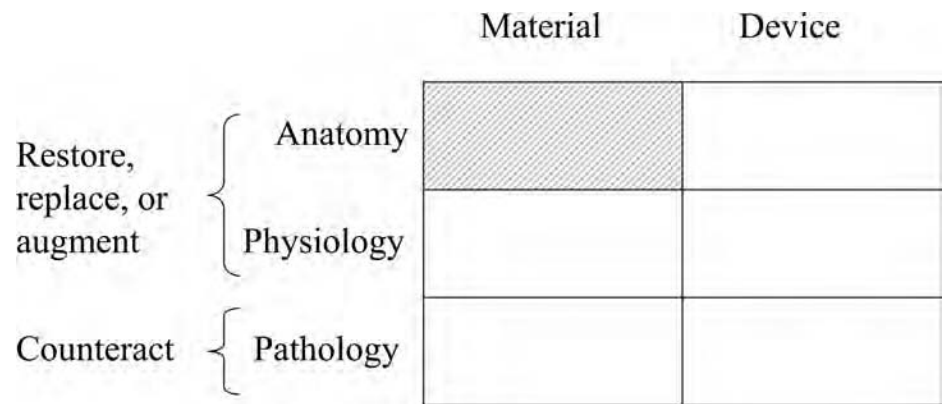 Material Device
Restore,
replace, or
augment
Anatomy
Physiology
Counteract
Pathology